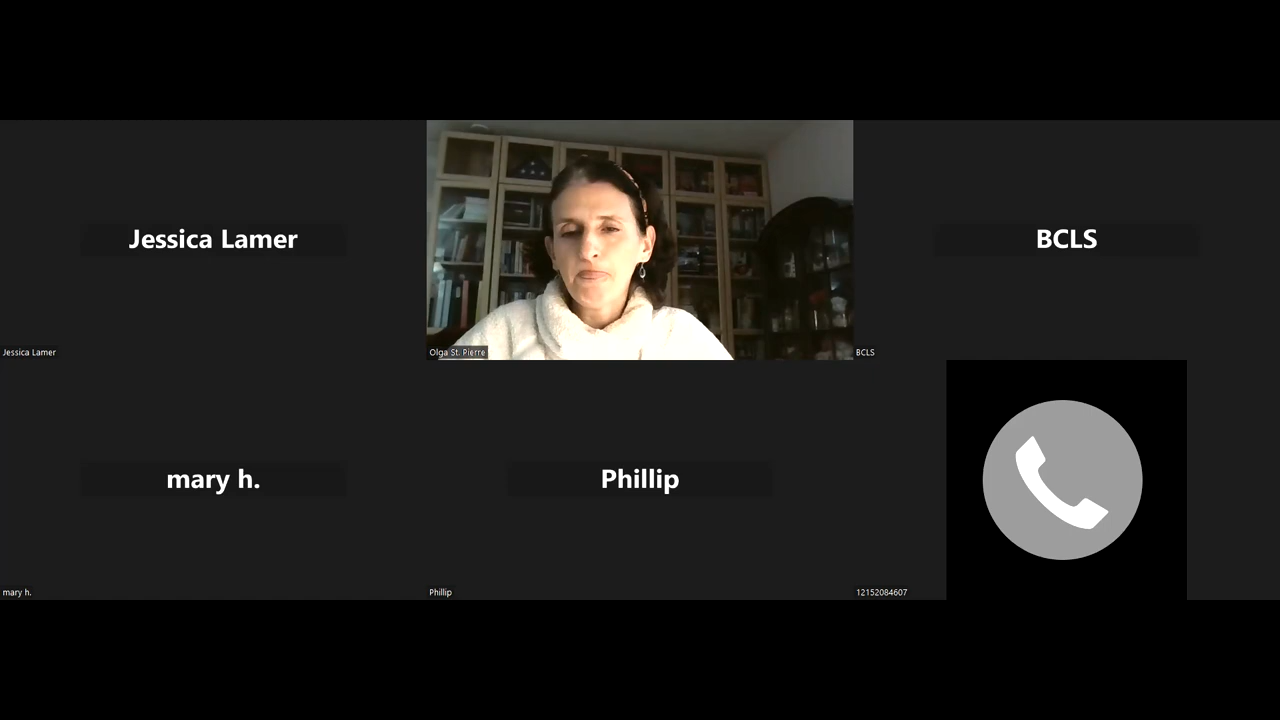 Jessica Lamer
BCLS
Jessica Lamer
Olga St. Pierre
BCLS
mary h.
Phillip
mary h.
Phillip
12152084607